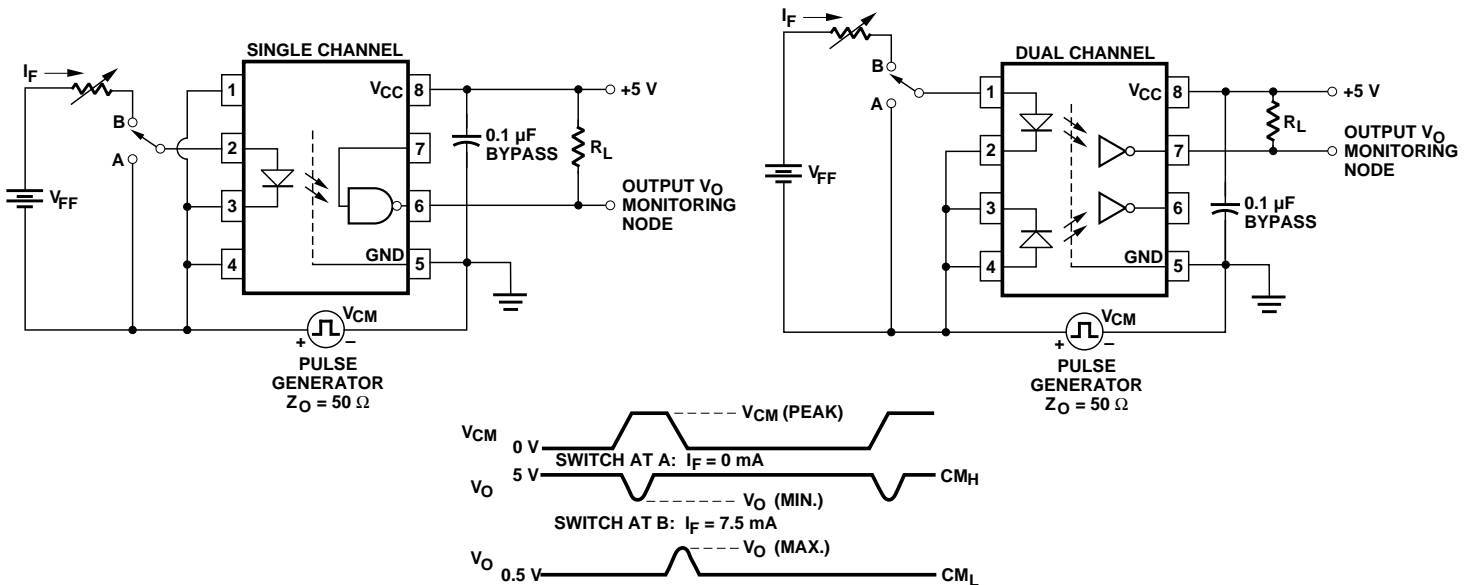 SINGLE CHANNEL
I_F
B
A
V_FF
1
2
3
4
V_CC 8
7
6
GND 5
+5 V
0.1 µF
BYPASS
R_L
OUTPUT V_O
MONITORING
NODE
V_CM
+ –
PULSE
GENERATOR
Z_O = 50 Ω
DUAL CHANNEL
I_F
B
A
V_FF
1
2
3
4
V_CC 8
7
6
GND 5
+5 V
R_L
OUTPUT V_O
MONITORING
NODE
0.1 µF
BYPASS
V_CM
+ –
PULSE
GENERATOR
Z_O = 50 Ω
V_CM (PEAK)
V_CM
0 V
SWITCH AT A: I_F = 0 mA
5 V
V_O
CM_H
V_O (MIN.)
SWITCH AT B: I_F = 7.5 mA
V_O (MAX.)
V_O
0.5 V
CM_L